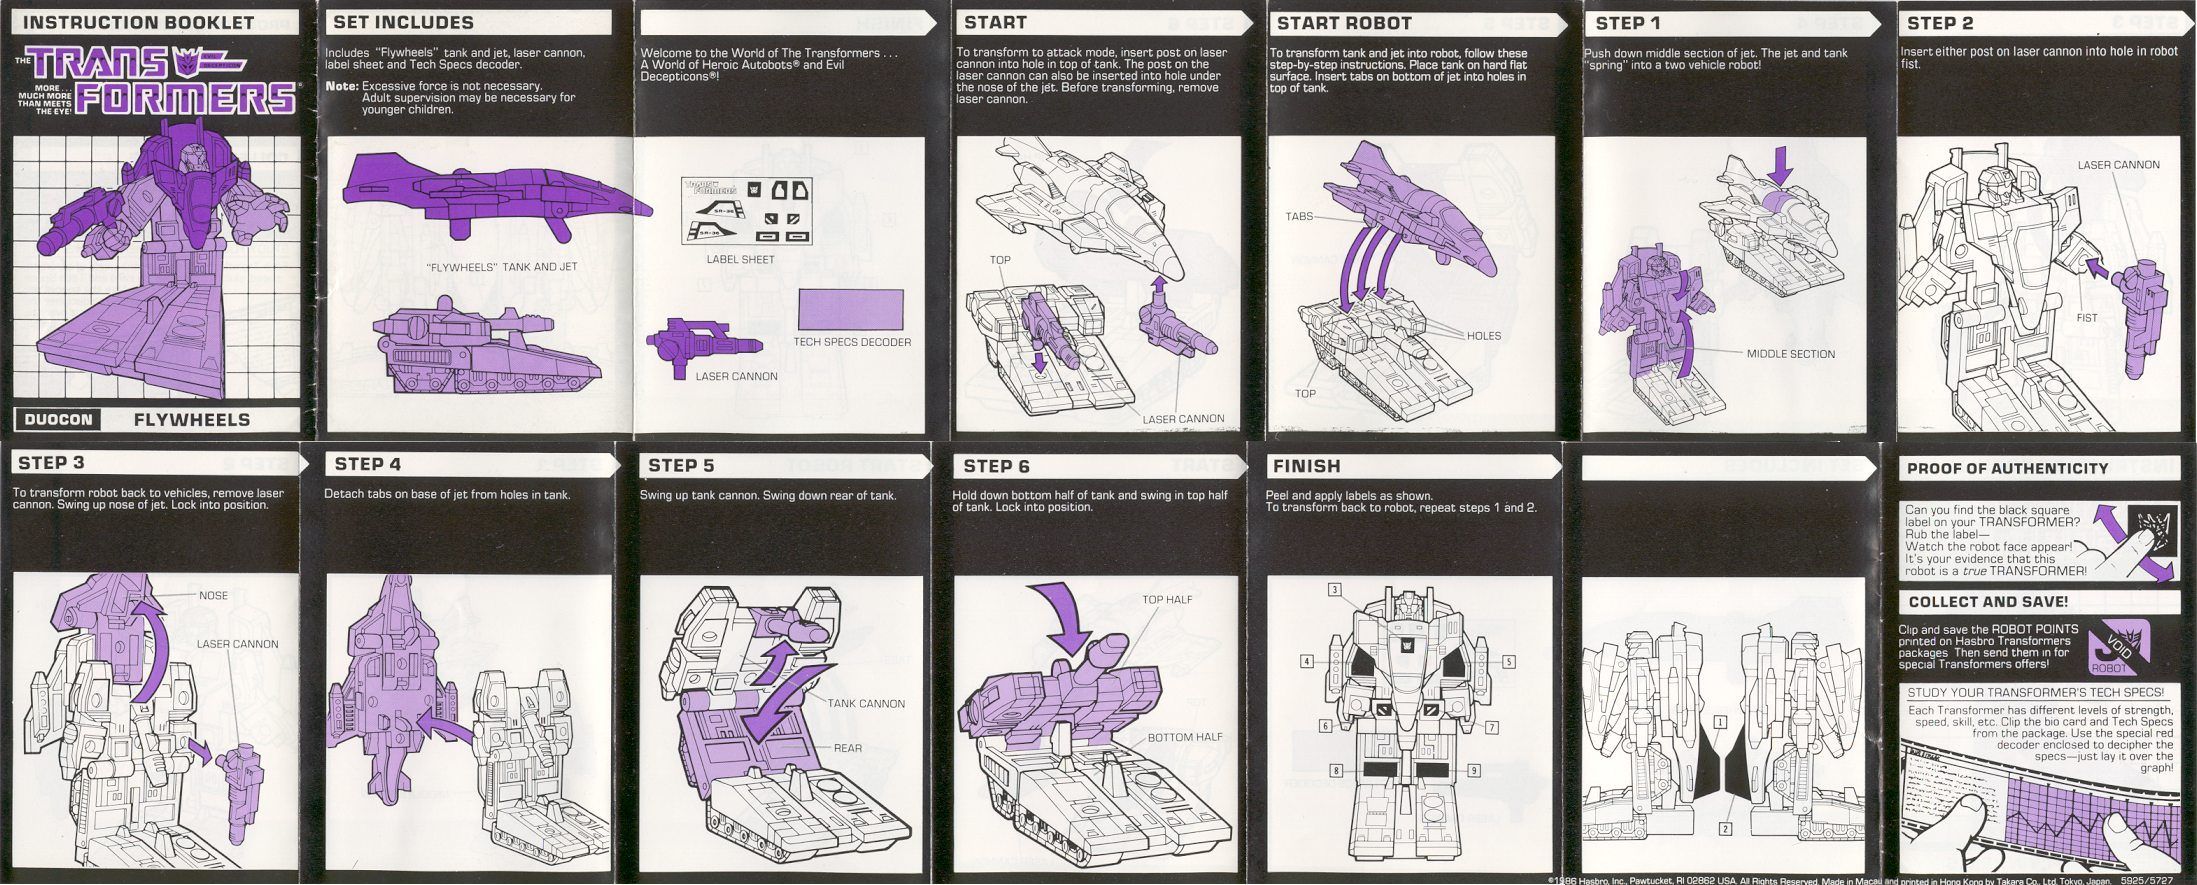 INSTRUCTION BOOKLET
THE TRANSFORMERS®
MORE...
MUCH MORE
THAN MEETS
THE EYE!
EVIL
DECEPTICON
DUOCON
FLYWHEELS
SET INCLUDES
Includes "Flywheels" tank and jet, laser cannon,
label sheet and Tech Specs decoder.
Note: Excessive force is not necessary.
Adult supervision may be necessary for
younger children.
"FLYWHEELS" TANK AND JET
Welcome to the World of The Transformers...
A World of Heroic Autobots® and Evil
Decepticons®!
TRANSFORMERS
SR-36
SR-36
LABEL SHEET
TECH SPECS DECODER
LASER CANNON
START
To transform to attack mode, insert post on laser
cannon into hole in top of tank. The post on the
laser cannon can also be inserted into hole under
the nose of the jet. Before transforming, remove
laser cannon.
TOP
LASER CANNON
START ROBOT
To transform tank and jet into robot, follow these
step-by-step instructions. Place tank on hard flat
surface. Insert tabs on bottom of jet into holes in
top of tank.
TABS
HOLES
TOP
STEP 1
Push down middle section of jet. The jet and tank
"spring" into a two vehicle robot!
MIDDLE SECTION
STEP 2
Insert either post on laser cannon into hole in robot
fist.
LASER CANNON
FIST
STEP 3
To transform robot back to vehicles, remove laser
cannon. Swing up nose of jet. Lock into position.
NOSE
LASER CANNON
STEP 4
Detach tabs on base of jet from holes in tank.
STEP 5
Swing up tank cannon. Swing down rear of tank.
TANK CANNON
REAR
STEP 6
Hold down bottom half of tank and swing in top half
of tank. Lock into position.
TOP HALF
BOTTOM HALF
FINISH
Peel and apply labels as shown.
To transform back to robot, repeat steps 1 and 2.
3
4
5
6
7
8
9
1
2
PROOF OF AUTHENTICITY
Can you find the black square
label on your TRANSFORMER?
Rub the label—
Watch the robot face appear!
It's your evidence that this
robot is a true TRANSFORMER!
COLLECT AND SAVE!
Clip and save the ROBOT POINTS
printed on Hasbro Transformers
packages Then send them in for
special Transformers offers!
VOID
ROBOT
STUDY YOUR TRANSFORMER'S TECH SPECS!
Each Transformer has different levels of strength,
speed, skill, etc. Clip the bio card and Tech Specs
from the package. Use the special red
decoder enclosed to decipher the
specs—just lay it over the
graph!
©1986 Hasbro, Inc., Pawtucket, RI 02862 USA. All Rights Reserved. Made in Macau and printed in Hong Kong by Takara Co., Ltd, Tokyo, Japan. 5925/5727